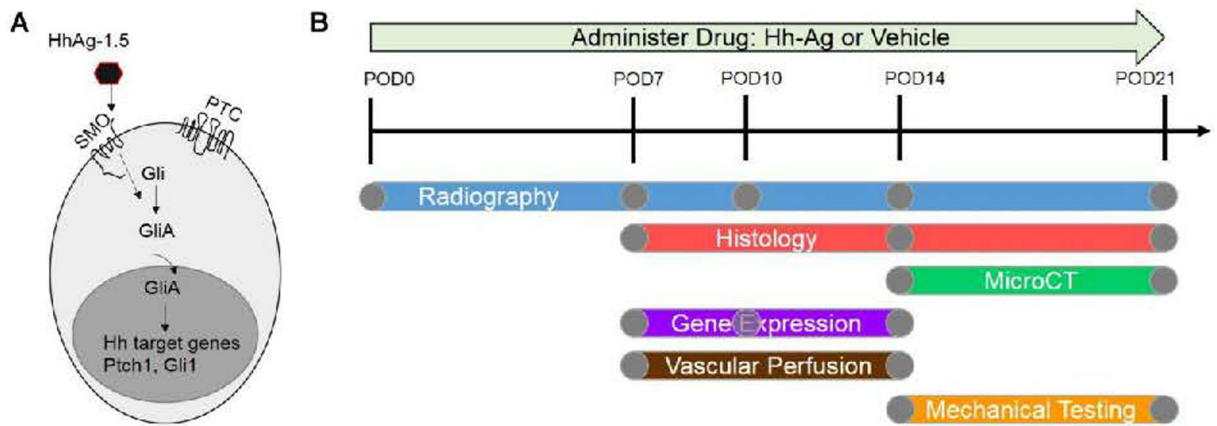 A
HhAg-1.5
SMO
PTC
Gli
GliA
GliA
Hh target genes
Ptch1, Gli1
B
Administer Drug: Hh-Ag or Vehicle
POD0 POD7 POD10 POD14 POD21
Radiography
Histology
MicroCT
Gene Expression
Vascular Perfusion
Mechanical Testing